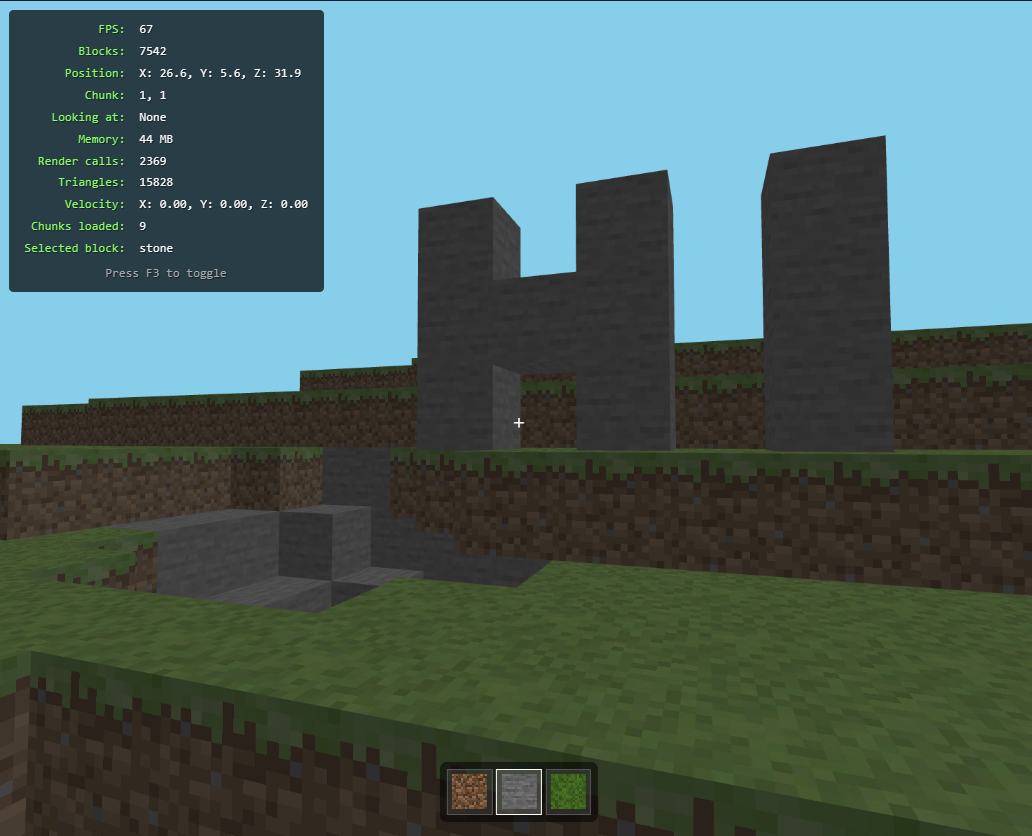 FPS: 67
Blocks: 7542
Position: X: 26.6, Y: 5.6, Z: 31.9
Chunk: 1, 1
Looking at: None
Memory: 44 MB
Render calls: 2369
Triangles: 15828
Velocity: X: 0.00, Y: 0.00, Z: 0.00
Chunks loaded: 9
Selected block: stone
Press F3 to toggle
HI